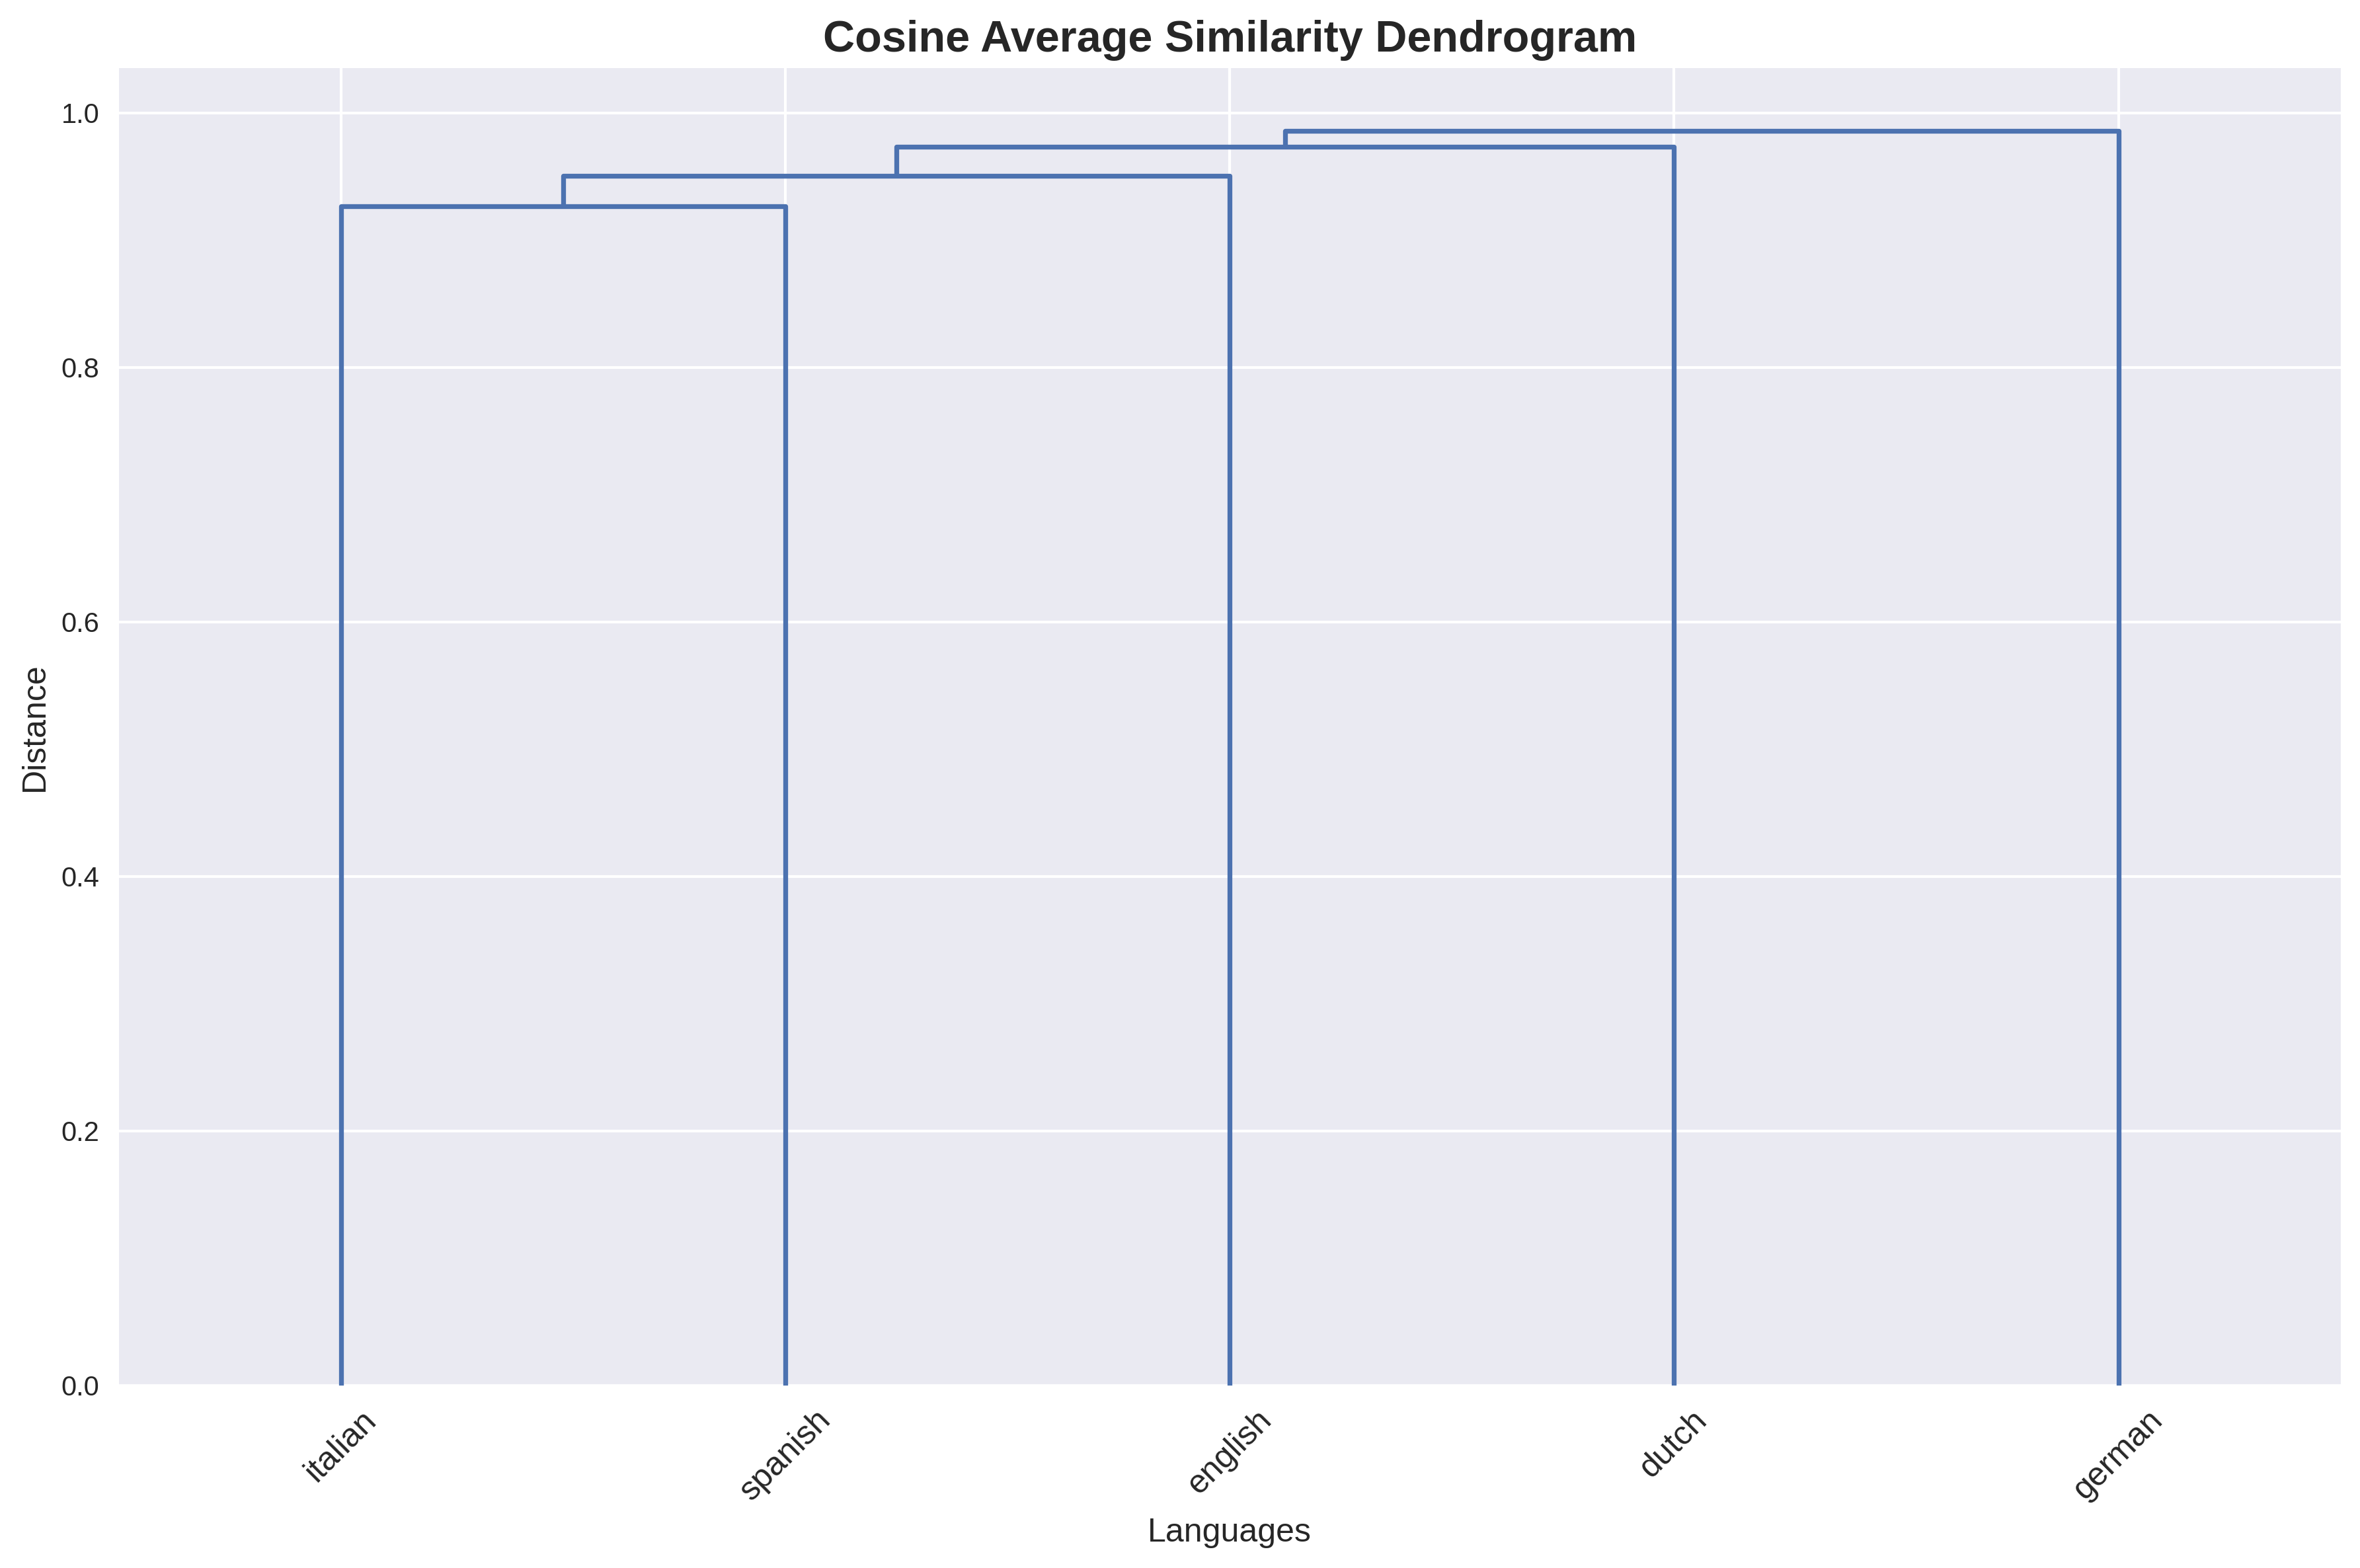 Cosine Average Similarity Dendrogram
1.0
0.8
0.6
0.4
0.2
0.0
Distance
italian
spanish
english
dutch
german
Languages